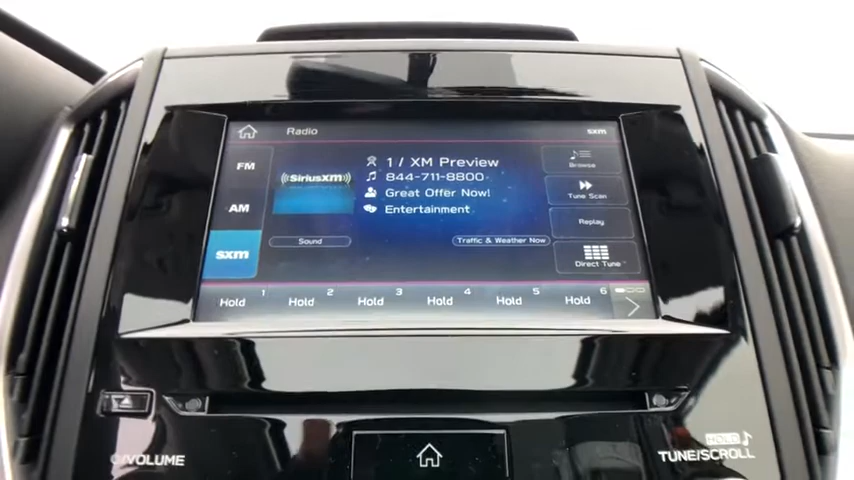 Radio
sxm
FM
AM
sxm
((SiriusXM))
1 / XM Preview
844-711-8800
Great Offer Now!
Entertainment
Browse
Tune Scan
Replay
Direct Tune
Sound
Traffic & Weather Now
1 2 3 4 5 6
Hold Hold Hold Hold Hold Hold
VOLUME
HOLD
TUNE/SCROLL